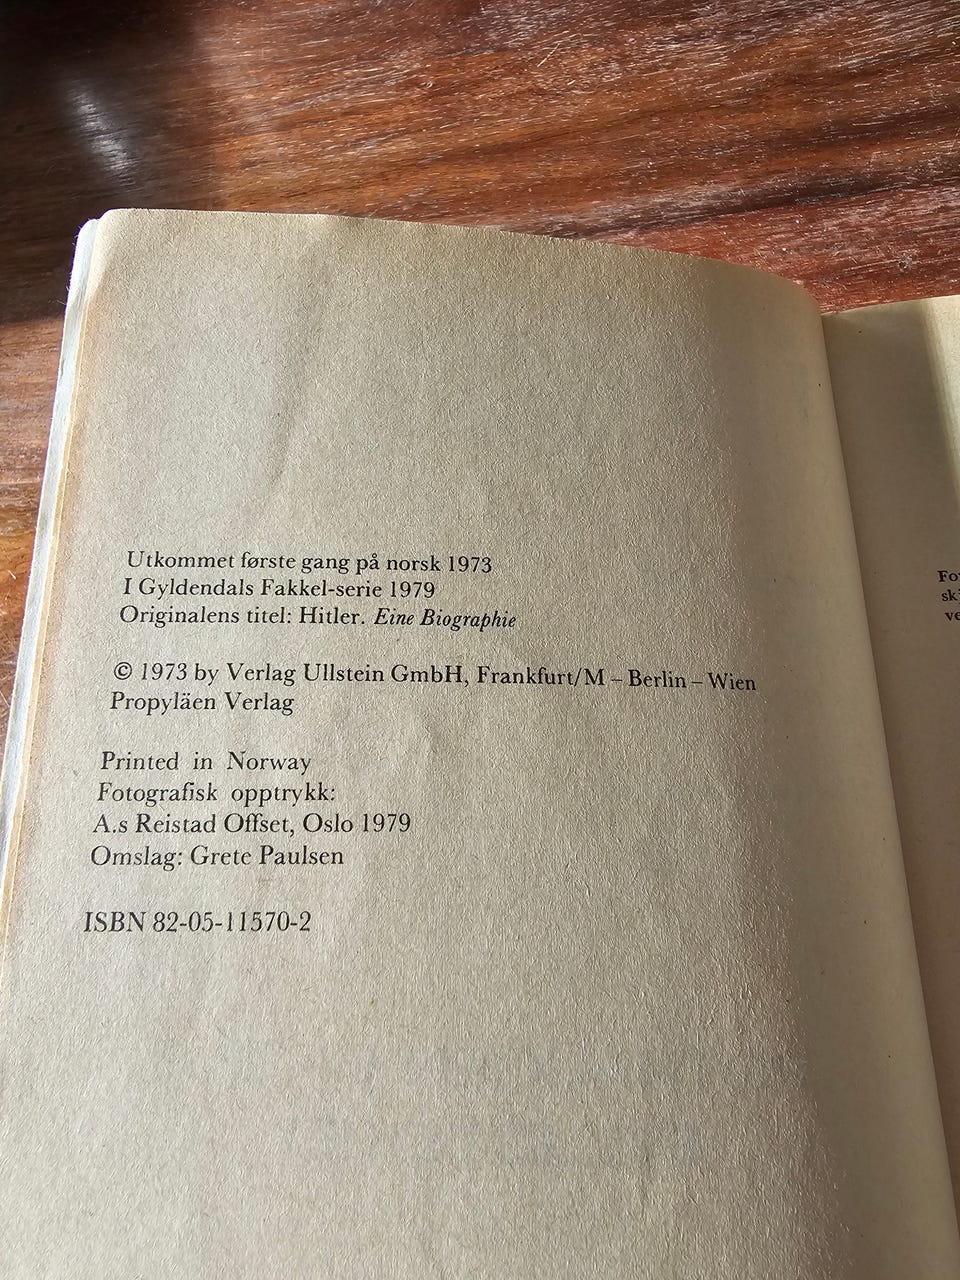 Utkommet første gang på norsk 1973
I Gyldendals Fakkel-serie 1979
Originalens titel: Hitler. Eine Biographie
© 1973 by Verlag Ullstein GmbH, Frankfurt/M – Berlin – Wien
Propyläen Verlag
Printed in Norway
Fotografisk opptrykk:
A.s Reistad Offset, Oslo 1979
Omslag: Grete Paulsen
ISBN 82-05-11570-2